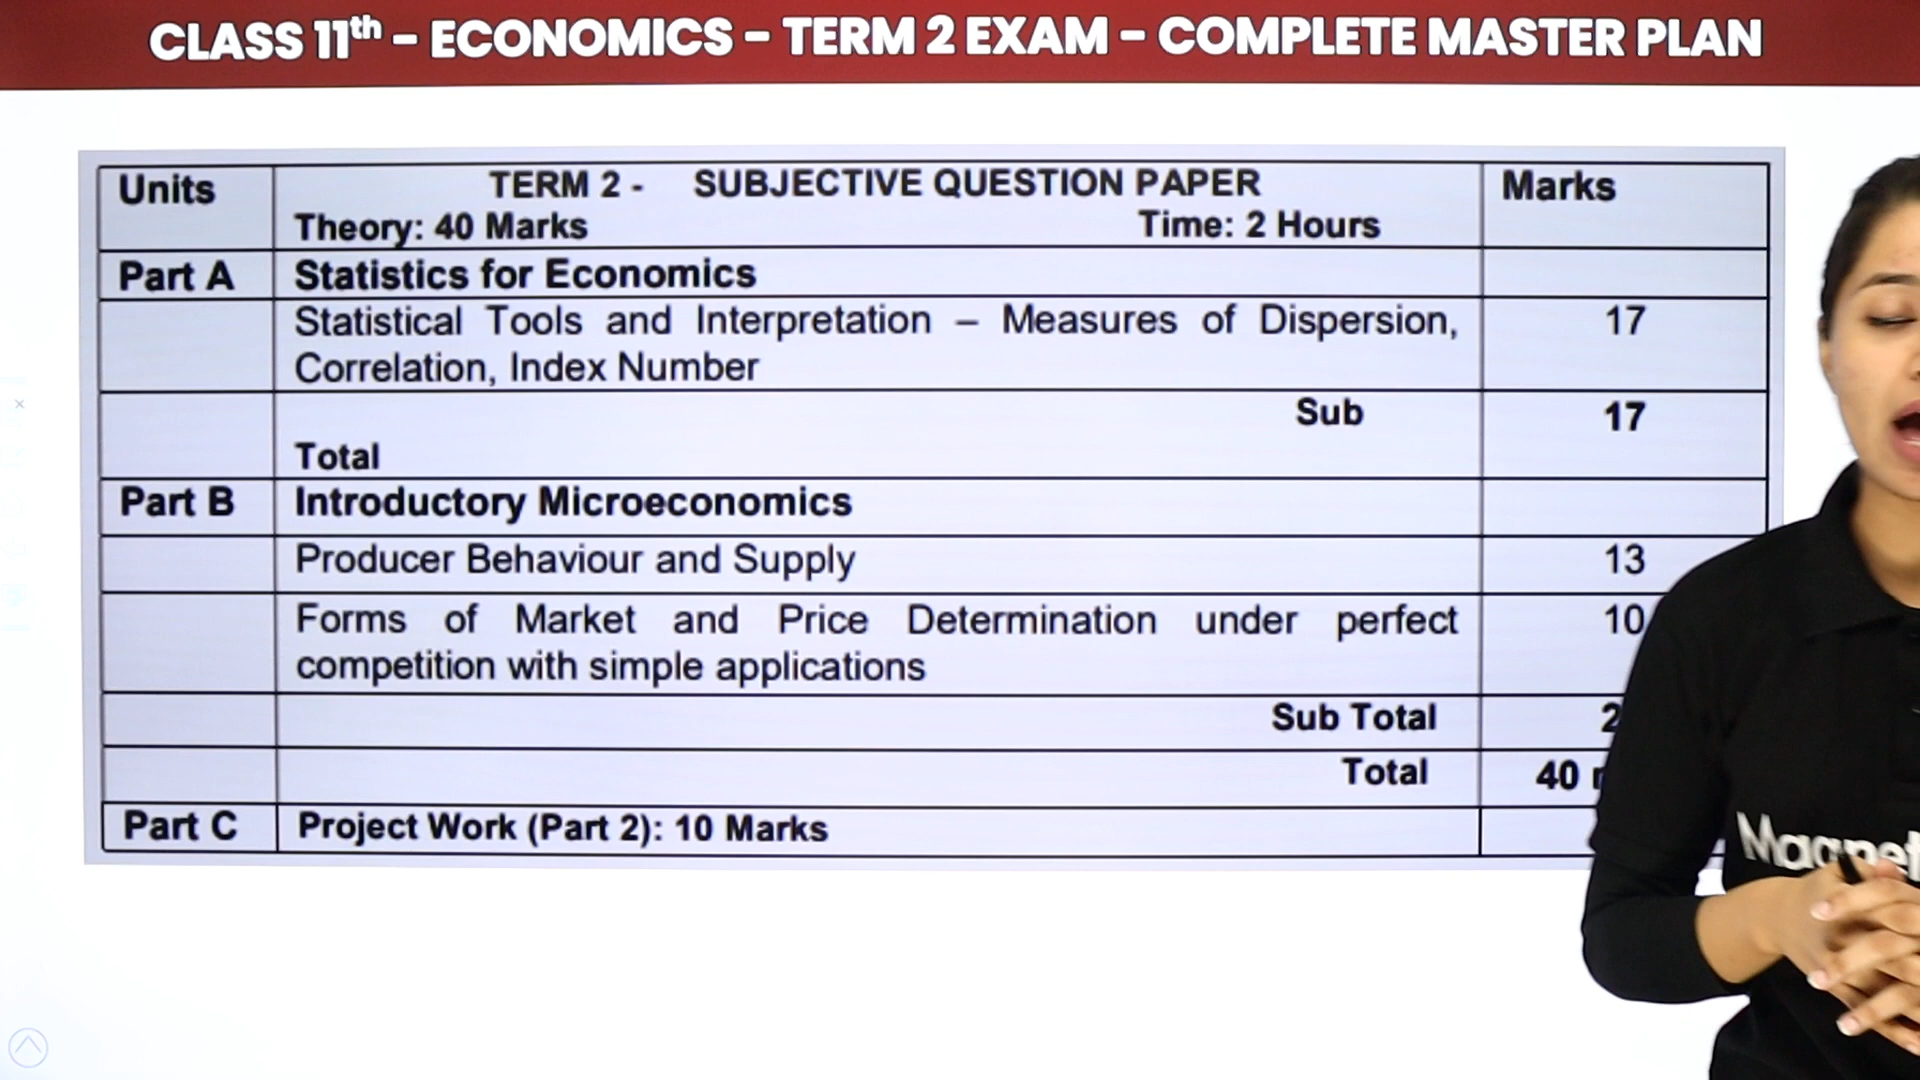 CLASS 11th - ECONOMICS - TERM 2 EXAM - COMPLETE MASTER PLAN
Units TERM 2 - SUBJECTIVE QUESTION PAPER Marks
Theory: 40 Marks Time: 2 Hours
Part A Statistics for Economics
Statistical Tools and Interpretation – Measures of Dispersion, 17
Correlation, Index Number
Sub 17
Total
Part B Introductory Microeconomics
Producer Behaviour and Supply 13
Forms of Market and Price Determination under perfect 10
competition with simple applications
Sub Total 2
Total 40
Part C Project Work (Part 2): 10 Marks
Magnet